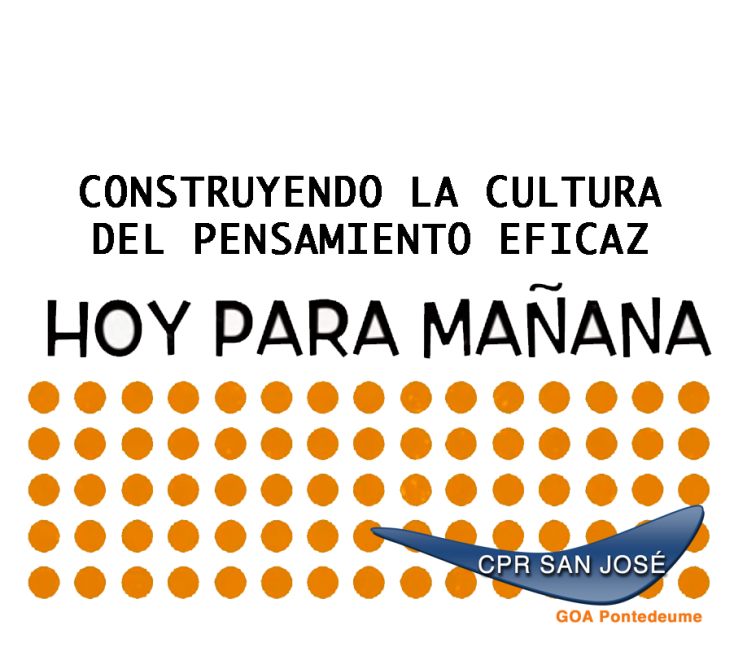 CONSTRUYENDO LA CULTURA
DEL PENSAMIENTO EFICAZ
HOY PARA MAÑANA
CPR SAN JOSÉ
GOA Pontedeume